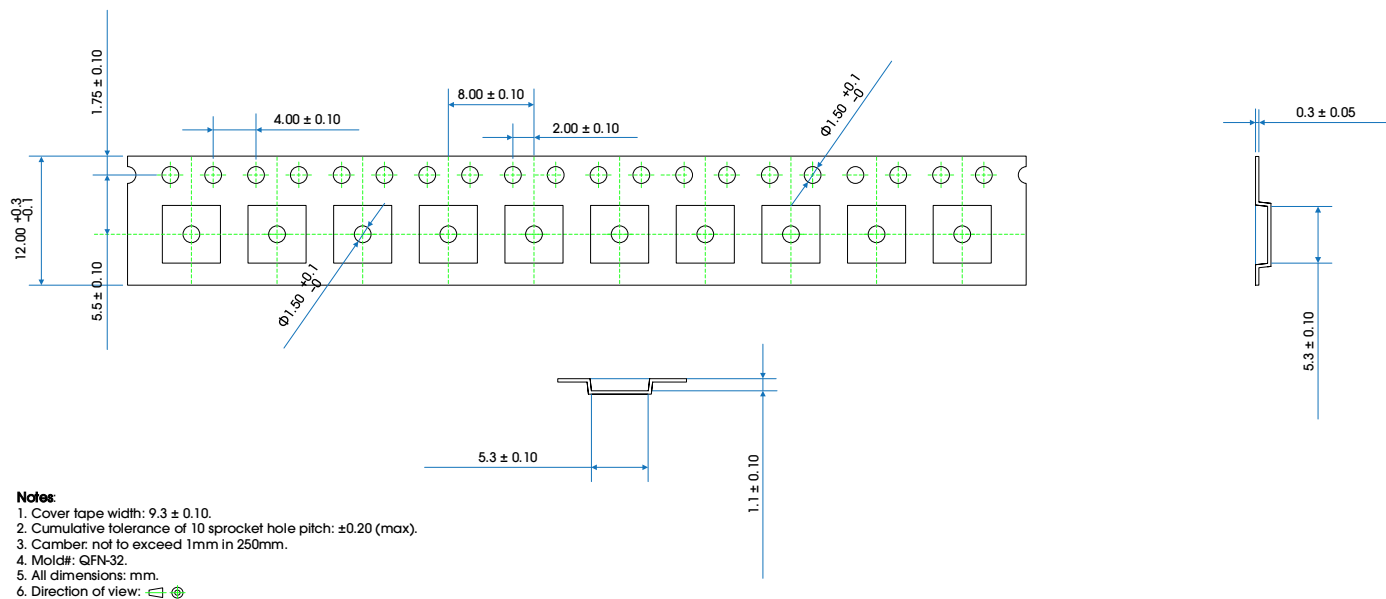 1.75 ± 0.10
4.00 ± 0.10
8.00 ± 0.10
2.00 ± 0.10
Φ1.50 +0.1 −0
0.3 ± 0.05
12.00 +0.3 −0.1
5.5 ± 0.10
Φ1.50 +0.1 −0
5.3 ± 0.10
5.3 ± 0.10
1.1 ± 0.10
Notes:
1. Cover tape width: 9.3 ± 0.10.
2. Cumulative tolerance of 10 sprocket hole pitch: ±0.20 (max).
3. Camber: not to exceed 1mm in 250mm.
4. Mold#: QFN-32.
5. All dimensions: mm.
6. Direction of view: